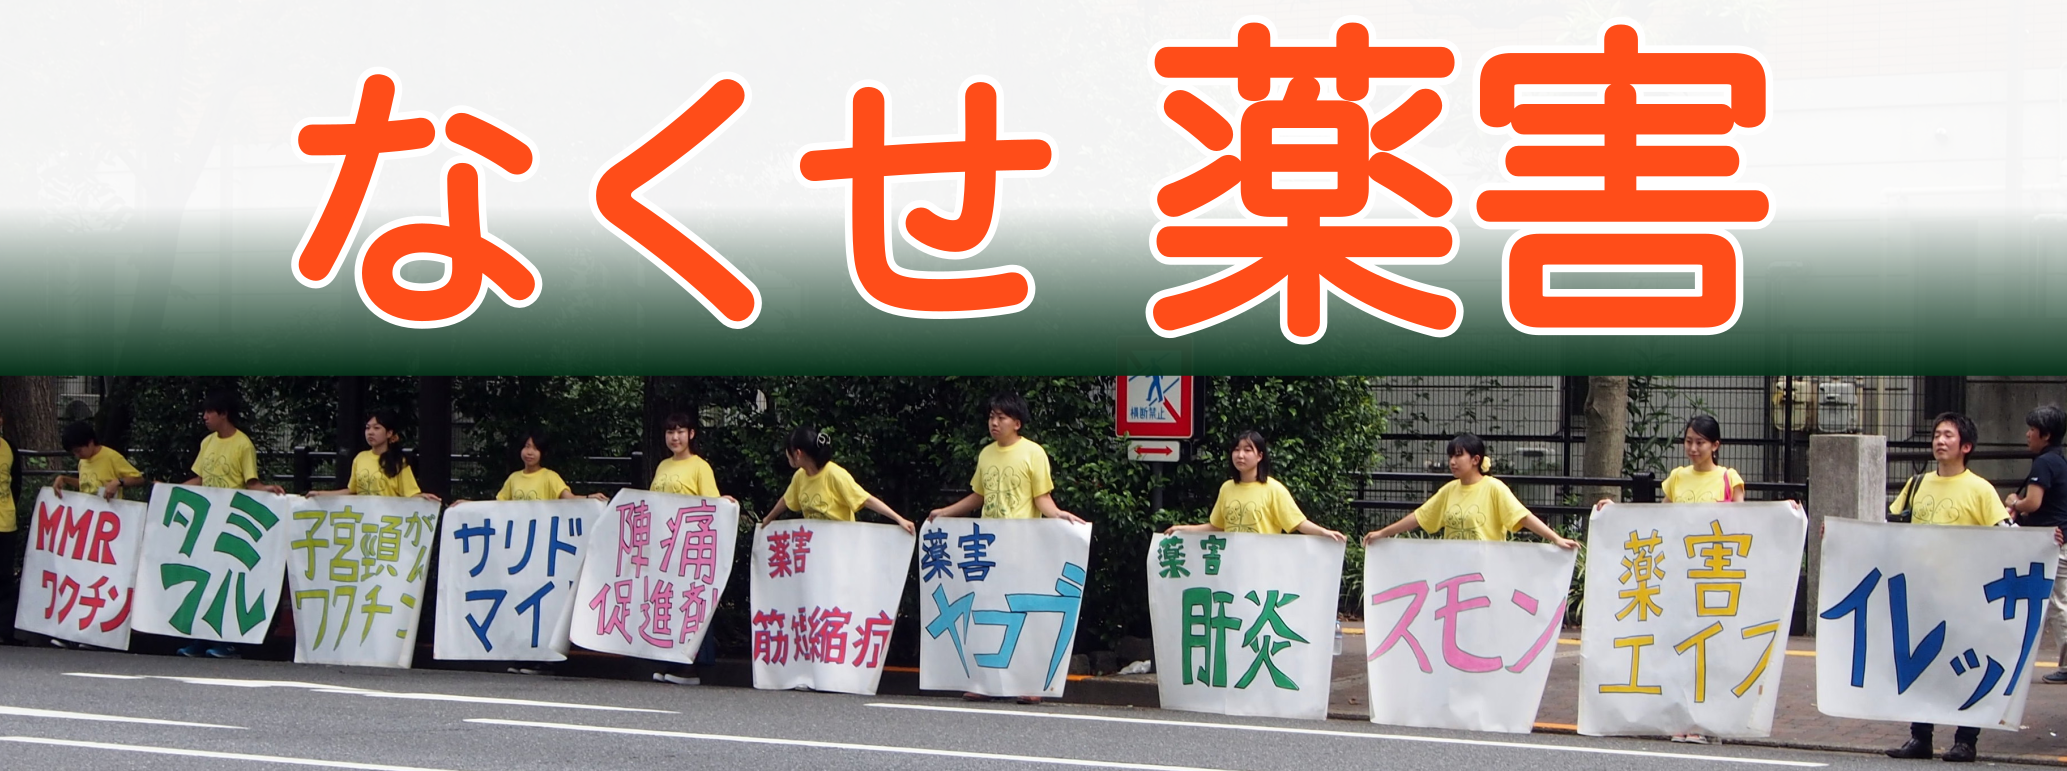 なくせ 薬害
横断禁止
MMR
ワクチン
タミ
フル
子宮頸がん
ワクチン
サリド
マイ
陣痛
促進剤
薬害
筋短縮症
薬害
ヤコブ
薬害
肝炎
スモン
薬害
エイズ
イレッサ